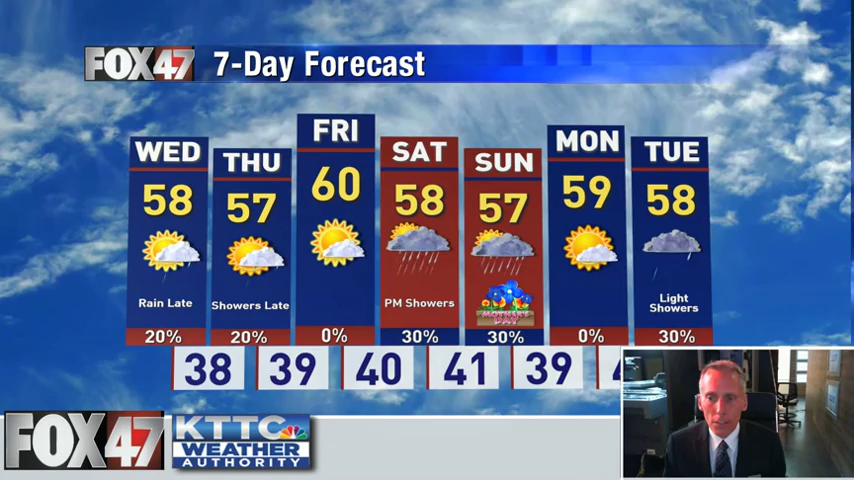 FOX47 7-Day Forecast
WED THU FRI SAT SUN MON TUE
58 57 60 58 57 59 58
Rain Late Showers Late PM Showers MOTHER'S DAY Light Showers
20% 20% 0% 30% 30% 0% 30%
38 39 40 41 39
FOX47 KTTC
WEATHER
AUTHORITY